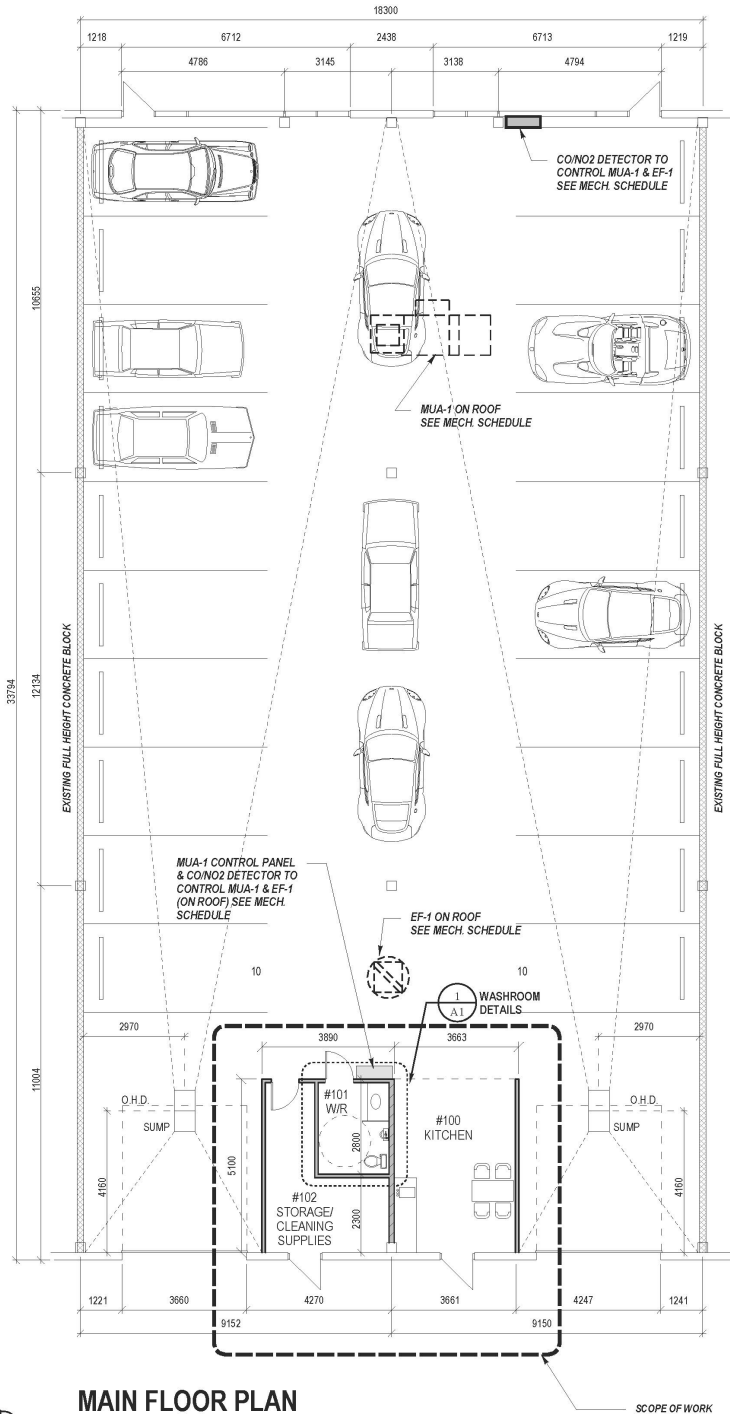 18300
1218
6712
2438
6713
1219
4786
3145
3138
4794
CO/NO2 DETECTOR TO
CONTROL MUA-1 & EF-1
SEE MECH. SCHEDULE
10655
MUA-1 ON ROOF
SEE MECH. SCHEDULE
33794
12134
EXISTING FULL HEIGHT CONCRETE BLOCK
EXISTING FULL HEIGHT CONCRETE BLOCK
MUA-1 CONTROL PANEL
& CO/NO2 DETECTOR TO
CONTROL MUA-1 & EF-1
(ON ROOF) SEE MECH.
SCHEDULE
EF-1 ON ROOF
SEE MECH. SCHEDULE
10
10
1
A1
WASHROOM
DETAILS
2970
3890
3663
2970
11004
O.H.D.
SUMP
4160
5100
#101
W/R
2800
#100
KITCHEN
#102
STORAGE/
CLEANING
SUPPLIES
2300
O.H.D.
SUMP
4160
1221
3660
4270
3661
4247
1241
9152
9150
MAIN FLOOR PLAN
SCOPE OF WORK